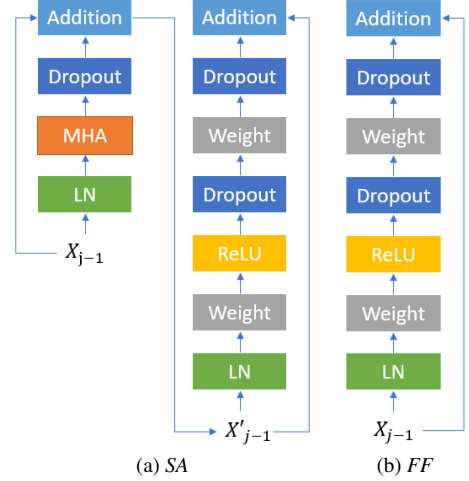 Addition
Dropout
MHA
LN
X_{j-1}
Addition
Dropout
Weight
Dropout
ReLU
Weight
LN
X'_{j-1}
(a) SA
Addition
Dropout
Weight
Dropout
ReLU
Weight
LN
X_{j-1}
(b) FF